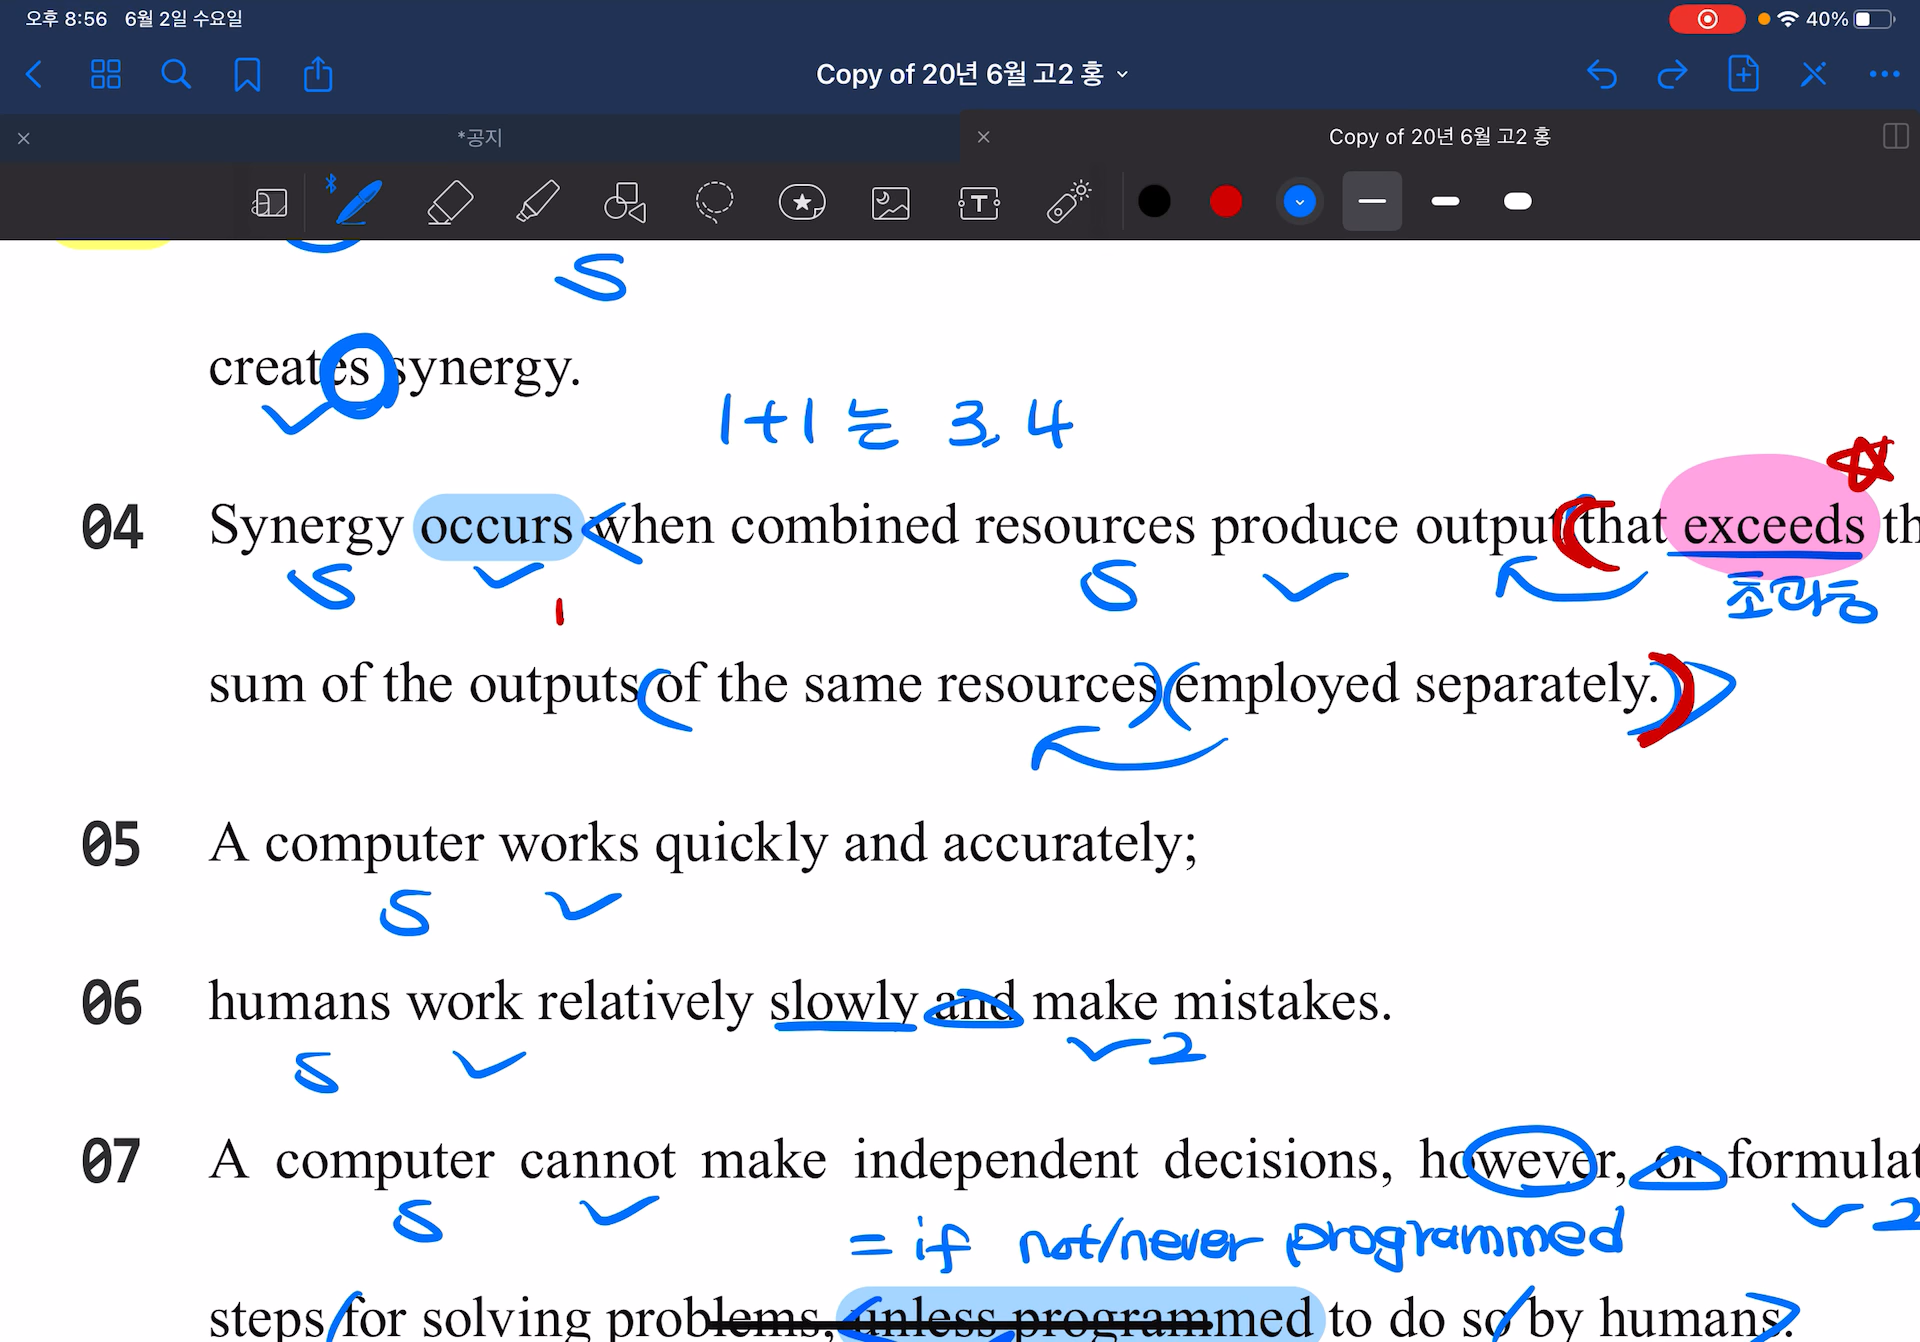 오후 8:56 6월 2일 수요일 40%
Copy of 20년 6월 고2 홍
*공지
Copy of 20년 6월 고2 홍
T
S
creates synergy.
1+1 는 3, 4
04 Synergy occurs when combined resources produce output that exceeds th
S S 초과하
1
sum of the outputs of the same resources employed separately.
05 A computer works quickly and accurately;
S
06 humans work relatively slowly and make mistakes.
S 2
07 A computer cannot make independent decisions, however, or formulat
S 2
= if not/never programmed
steps for solving problems, unless programmed to do so by humans.